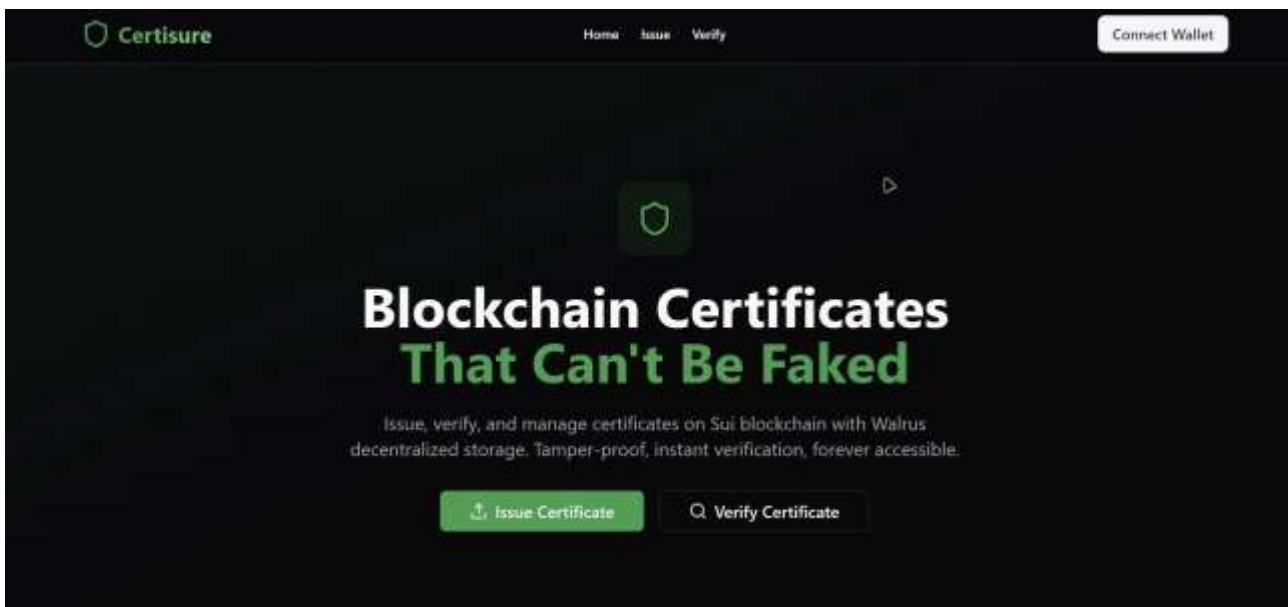 Certisure
Home Issue Verify
Connect Wallet
Blockchain Certificates
That Can't Be Faked
Issue, verify, and manage certificates on Sui blockchain with Walrus
decentralized storage. Tamper-proof, instant verification, forever accessible.
Issue Certificate
Verify Certificate